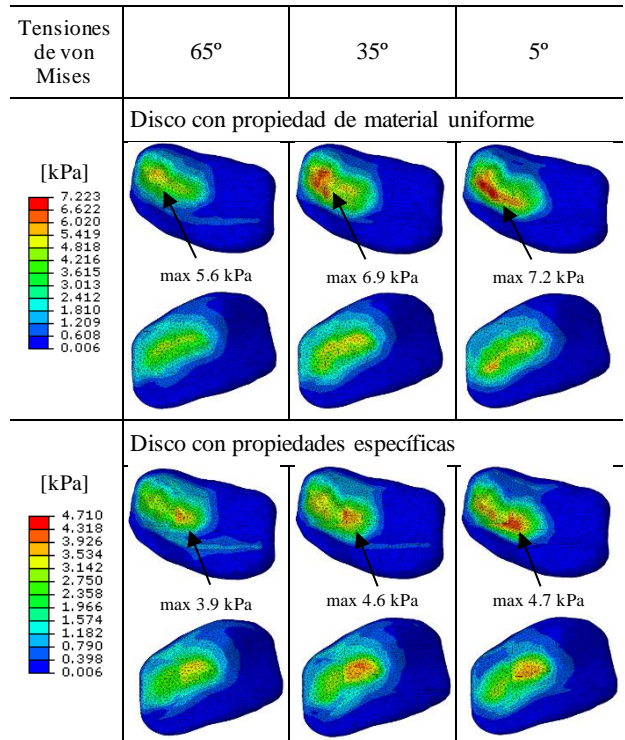 Tensiones
de von
Mises
65º
35º
5º
Disco con propiedad de material uniforme
[kPa]
7.223
6.622
6.020
5.419
4.818
4.216
3.615
3.013
2.412
1.810
1.209
0.608
0.006
max 5.6 kPa
max 6.9 kPa
max 7.2 kPa
Disco con propiedades específicas
[kPa]
4.710
4.318
3.926
3.534
3.142
2.750
2.358
1.966
1.574
1.182
0.790
0.398
0.006
max 3.9 kPa
max 4.6 kPa
max 4.7 kPa